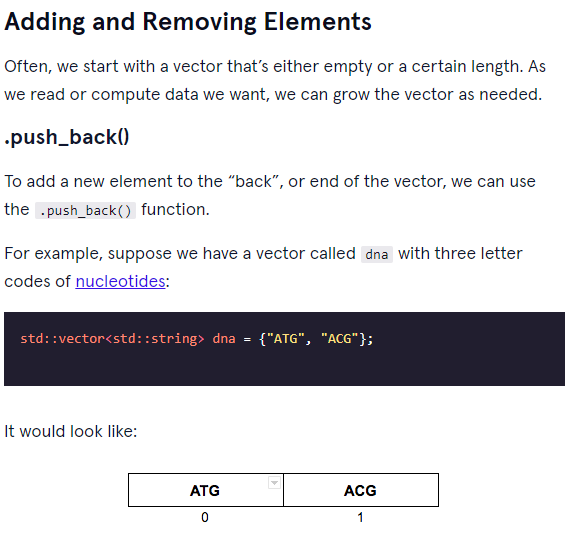 Adding and Removing Elements
Often, we start with a vector that’s either empty or a certain length. As
we read or compute data we want, we can grow the vector as needed.
.push_back()
To add a new element to the “back”, or end of the vector, we can use
the .push_back() function.
For example, suppose we have a vector called dna with three letter
codes of nucleotides:
std::vector<std::string> dna = {"ATG", "ACG"};
It would look like:
ATG ACG
0 1